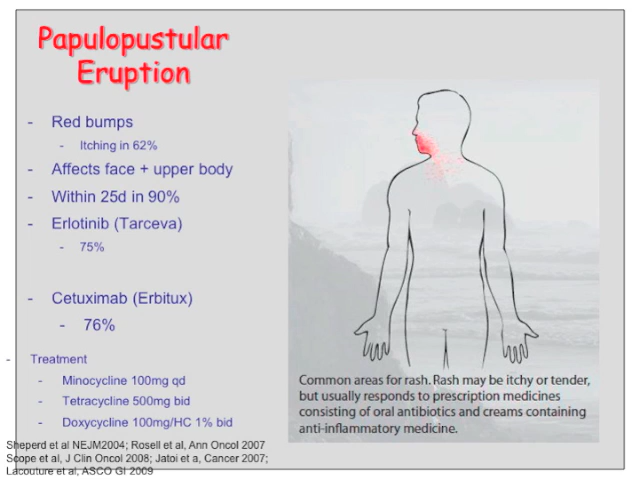 Papulopustular
Eruption
- Red bumps
- Itching in 62%
- Affects face + upper body
- Within 25d in 90%
- Erlotinib (Tarceva)
- 75%
- Cetuximab (Erbitux)
- 76%
- Treatment
- Minocycline 100mg qd
- Tetracycline 500mg bid
- Doxycycline 100mg/HC 1% bid
Sheperd et al NEJM2004; Rosell et al, Ann Oncol 2007
Scope et al, J Clin Oncol 2008; Jatoi et a, Cancer 2007;
Lacouture et al, ASCO GI 2009
Common areas for rash. Rash may be itchy or tender,
but usually responds to prescription medicines
consisting of oral antibiotics and creams containing
anti-inflammatory medicine.